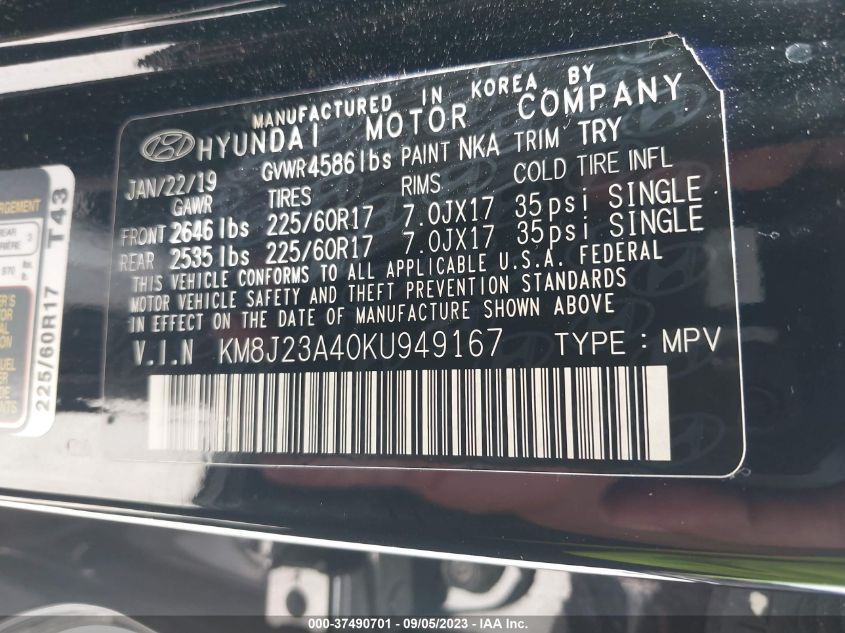 MANUFACTURED IN KOREA BY
HYUNDAI MOTOR COMPANY
JAN/22/19 GVWR 4586 lbs PAINT NKA TRIM TRY
GAWR TIRES RIMS COLD TIRE INFL
FRONT 2646 lbs 225/60R17 7.0JX17 35psi SINGLE
REAR 2535 lbs 225/60R17 7.0JX17 35psi SINGLE
THIS VEHICLE CONFORMS TO ALL APPLICABLE U.S.A. FEDERAL
MOTOR VEHICLE SAFETY AND THEFT PREVENTION STANDARDS
IN EFFECT ON THE DATE OF MANUFACTURE SHOWN ABOVE
V.I.N KM8J23A40KU949167 TYPE : MPV
T43
225/60R17
REAR
000-37490701 - 09/05/2023 - IAA Inc.